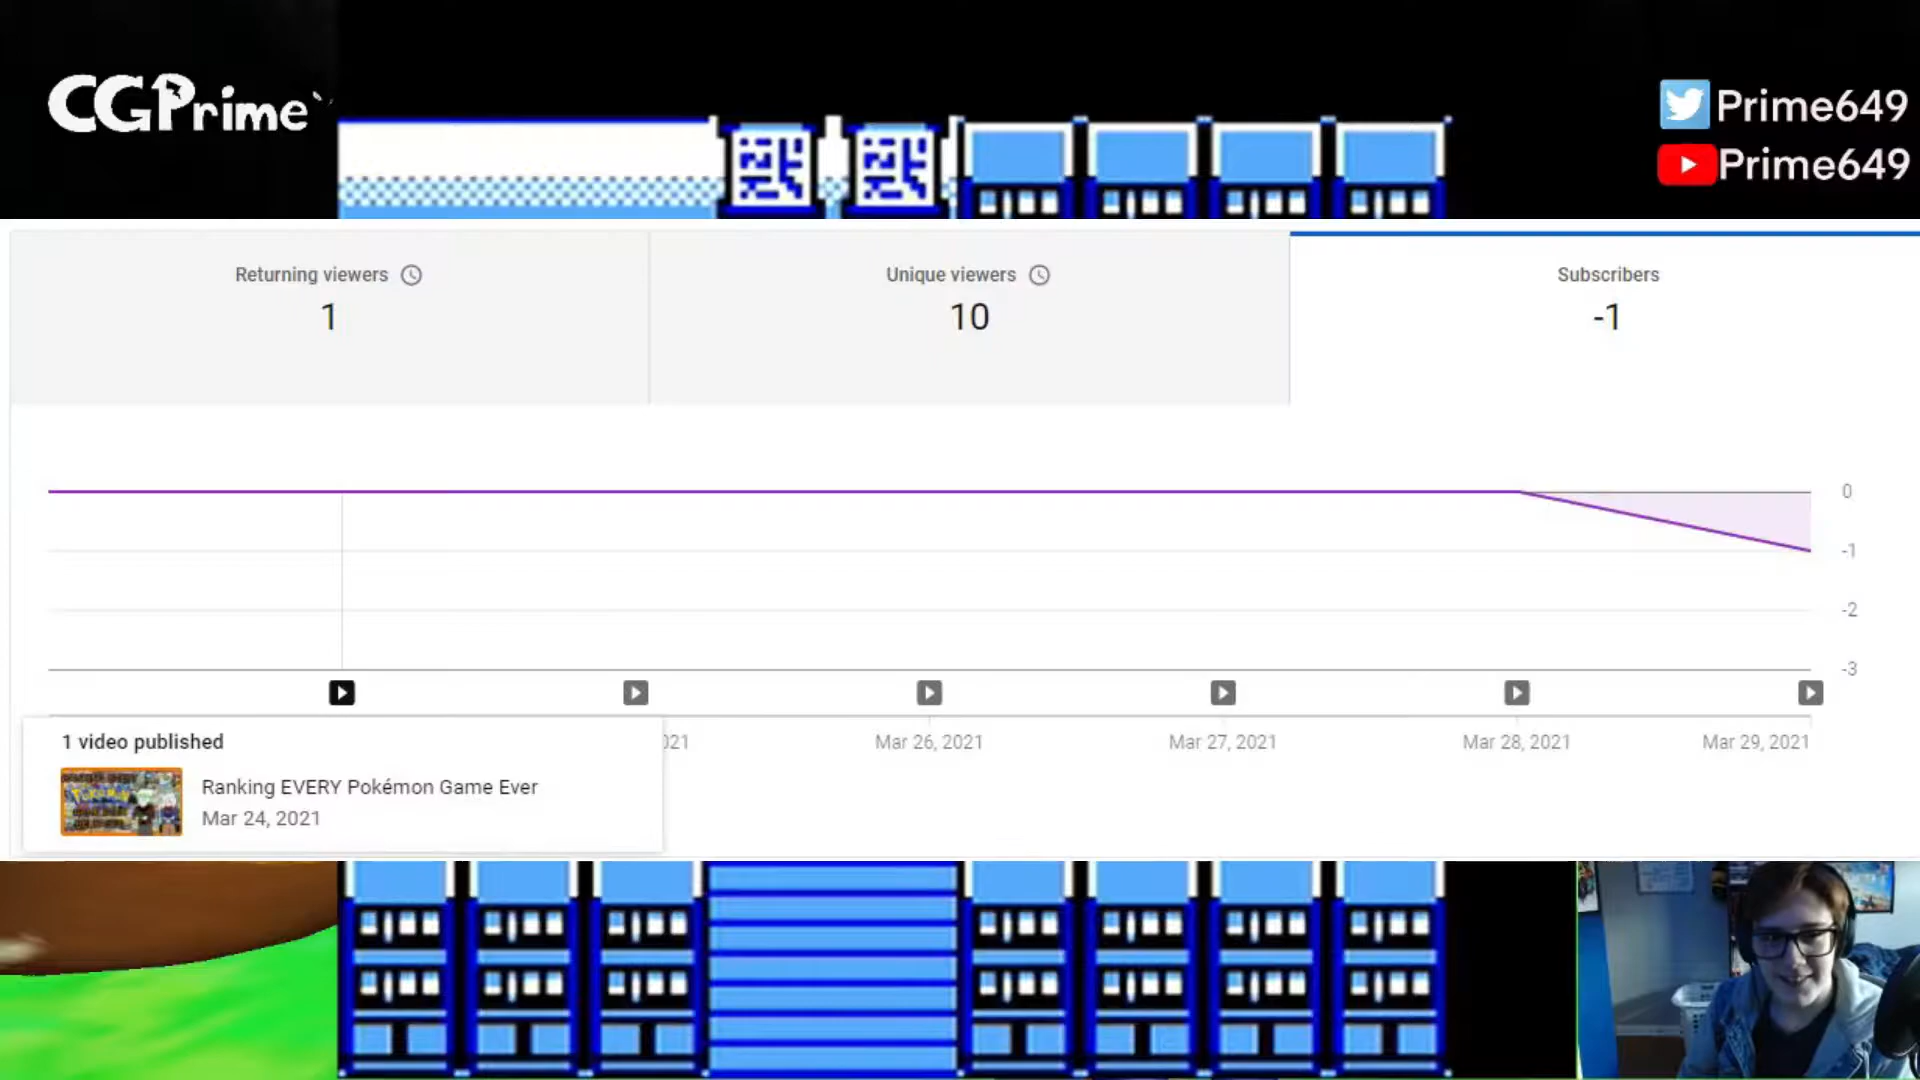 CGPrime
Prime649
Prime649
Returning viewers
1
Unique viewers
10
Subscribers
-1
0
-1
-2
-3
021
Mar 26, 2021
Mar 27, 2021
Mar 28, 2021
Mar 29, 2021
1 video published
Ranking EVERY Pokémon Game Ever
Mar 24, 2021
Pokémon